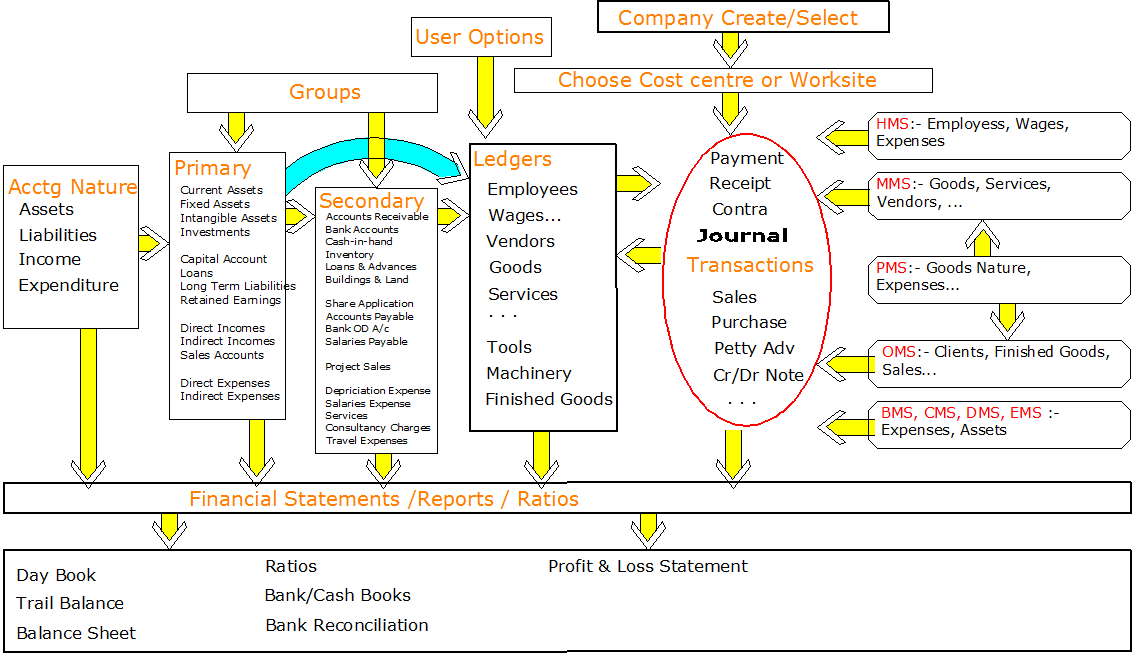 Company Create/Select
User Options
Choose Cost centre or Worksite
Groups
Acctg Nature
Assets
Liabilities
Income
Expenditure
Primary
Current Assets
Fixed Assets
Intangible Assets
Investments
Capital Account
Loans
Long Term Liabilities
Retained Earnings
Direct Incomes
Indirect Incomes
Sales Accounts
Direct Expenses
Indirect Expenses
Secondary
Accounts Receivable
Bank Accounts
Cash-in-hand
Inventory
Loans & Advances
Buildings & Land
Share Application
Accounts Payable
Bank OD A/c
Salaries Payable
Project Sales
Depriciation Expense
Salaries Expense
Services
Consultancy Charges
Travel Expenses
Ledgers
Employees
Wages...
Vendors
Goods
Services
. . .
Tools
Machinery
Finished Goods
Payment
Receipt
Contra
Journal
Transactions
Sales
Purchase
Petty Adv
Cr/Dr Note
. . .
HMS:- Employess, Wages,
Expenses
MMS:- Goods, Services,
Vendors, ...
PMS:- Goods Nature,
Expenses...
OMS:- Clients, Finished Goods,
Sales...
BMS, CMS, DMS, EMS :-
Expenses, Assets
Financial Statements /Reports / Ratios
Day Book
Trail Balance
Balance Sheet
Ratios
Bank/Cash Books
Bank Reconciliation
Profit & Loss Statement